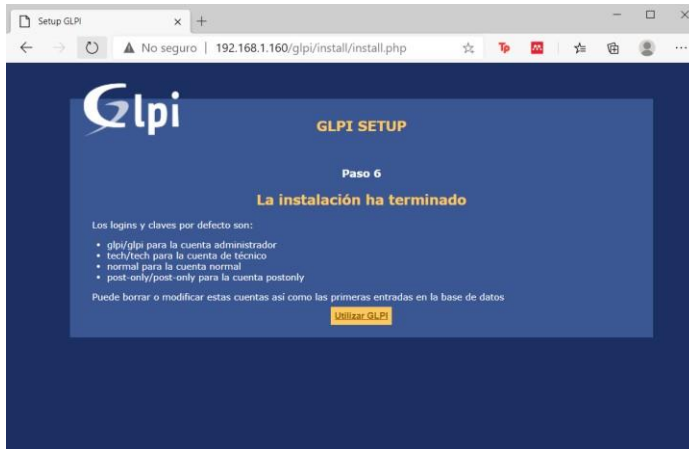 Setup GLPI
No seguro | 192.168.1.160/glpi/install/install.php
Glpi
GLPI SETUP
Paso 6
La instalación ha terminado
Los logins y claves por defecto son:
• glpi/glpi para la cuenta administrador
• tech/tech para la cuenta de técnico
• normal para la cuenta normal
• post-only/post-only para la cuenta postonly
Puede borrar o modificar estas cuentas así como las primeras entradas en la base de datos
Utilizar GLPI